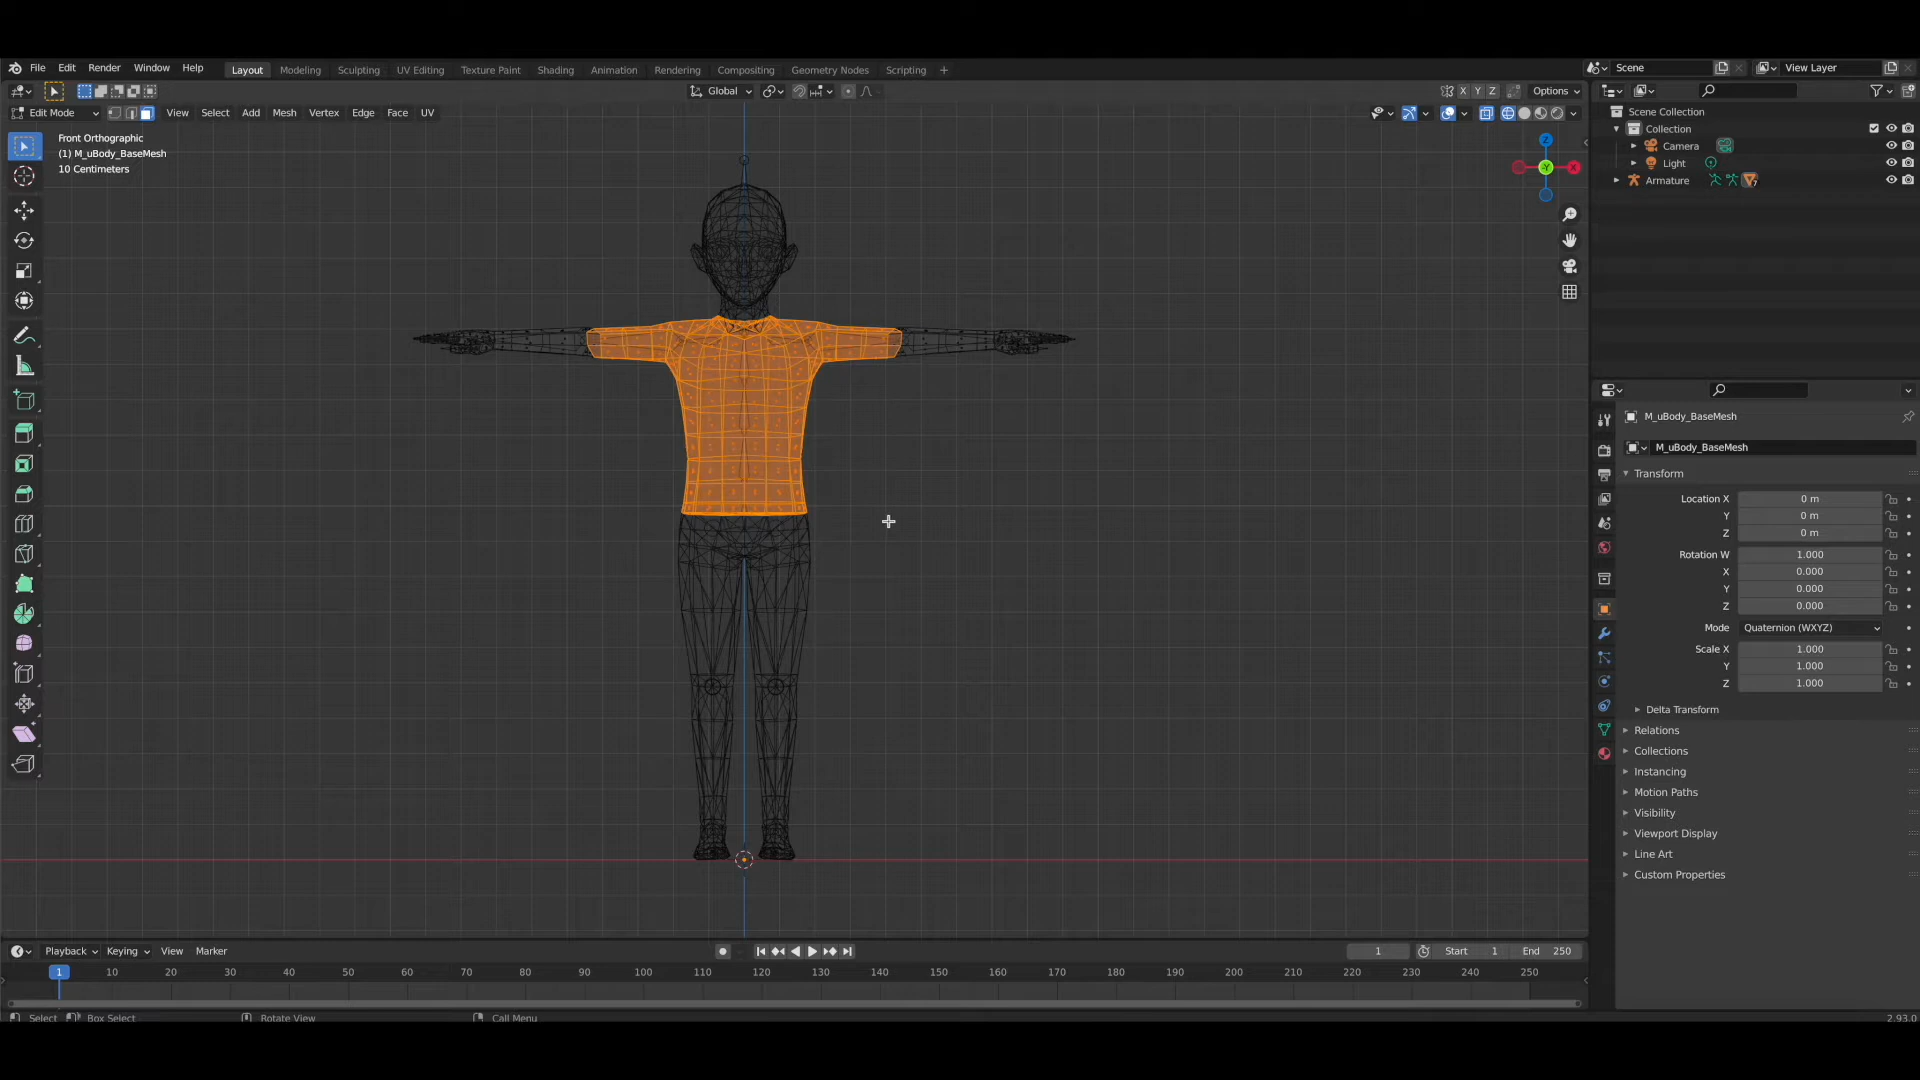 File Edit Render Window Help Layout Modeling Sculpting UV Editing Texture Paint Shading Animation Rendering Compositing Geometry Nodes Scripting + Scene View Layer
Global X Y Z Options
Edit Mode View Select Add Mesh Vertex Edge Face UV
Front Orthographic
(1) M_uBody_BaseMesh
10 Centimeters
Z
-Y
X
Scene Collection
Collection
Camera
Light
Armature
M_uBody_BaseMesh
M_uBody_BaseMesh
Transform
Location X 0 m
Y 0 m
Z 0 m
Rotation W 1.000
X 0.000
Y 0.000
Z 0.000
Mode Quaternion (WXYZ)
Scale X 1.000
Y 1.000
Z 1.000
Delta Transform
Relations
Collections
Instancing
Motion Paths
Visibility
Viewport Display
Line Art
Custom Properties
Playback Keying View Marker 1 Start 1 End 250
1 10 20 30 40 50 60 70 80 90 100 110 120 130 140 150 160 170 180 190 200 210 220 230 240 250
Select Box Select Rotate View Call Menu 2.93.0